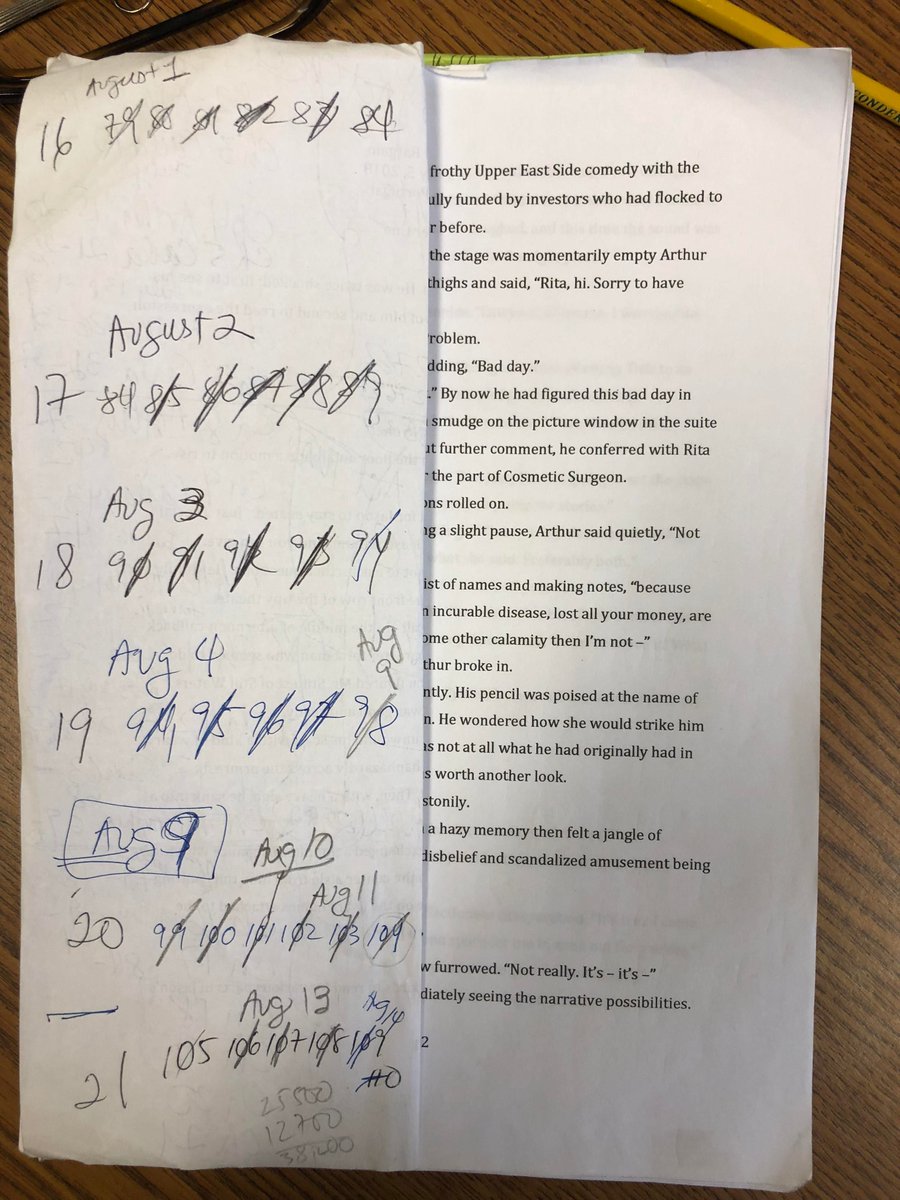 August 1
16 79 80 81 82 83 84
August 2
17 84 85 86 87 88 89
Aug 3
18 90 91 92 93 94
Aug 4
Aug 9
19 94, 95 96 97 98
Aug 9
Aug 10
Aug 11
20 99 100 101 102 103 104
Aug 13
Aug 14
21 105 106 107 108 109
110
25500
12700
38,200
frothy Upper East Side comedy with the
ully funded by investors who had flocked to
r before.
the stage was momentarily empty Arthur
thighs and said, “Rita, hi. Sorry to have
roblem.
dding, “Bad day.”
.” By now he had figured this bad day in
smudge on the picture window in the suite
ut further comment, he conferred with Rita
the part of Cosmetic Surgeon.
ons rolled on.
ng a slight pause, Arthur said quietly, “Not
ist of names and making notes, “because
n incurable disease, lost all your money, are
ome other calamity then I’m not –”
thur broke in.
ntly. His pencil was poised at the name of
n. He wondered how she would strike him
as not at all what he had originally had in
s worth another look.
stonily.
a hazy memory then felt a jangle of
disbelief and scandalized amusement being
w furrowed. “Not really. It’s – it’s –”
diately seeing the narrative possibilities.
2